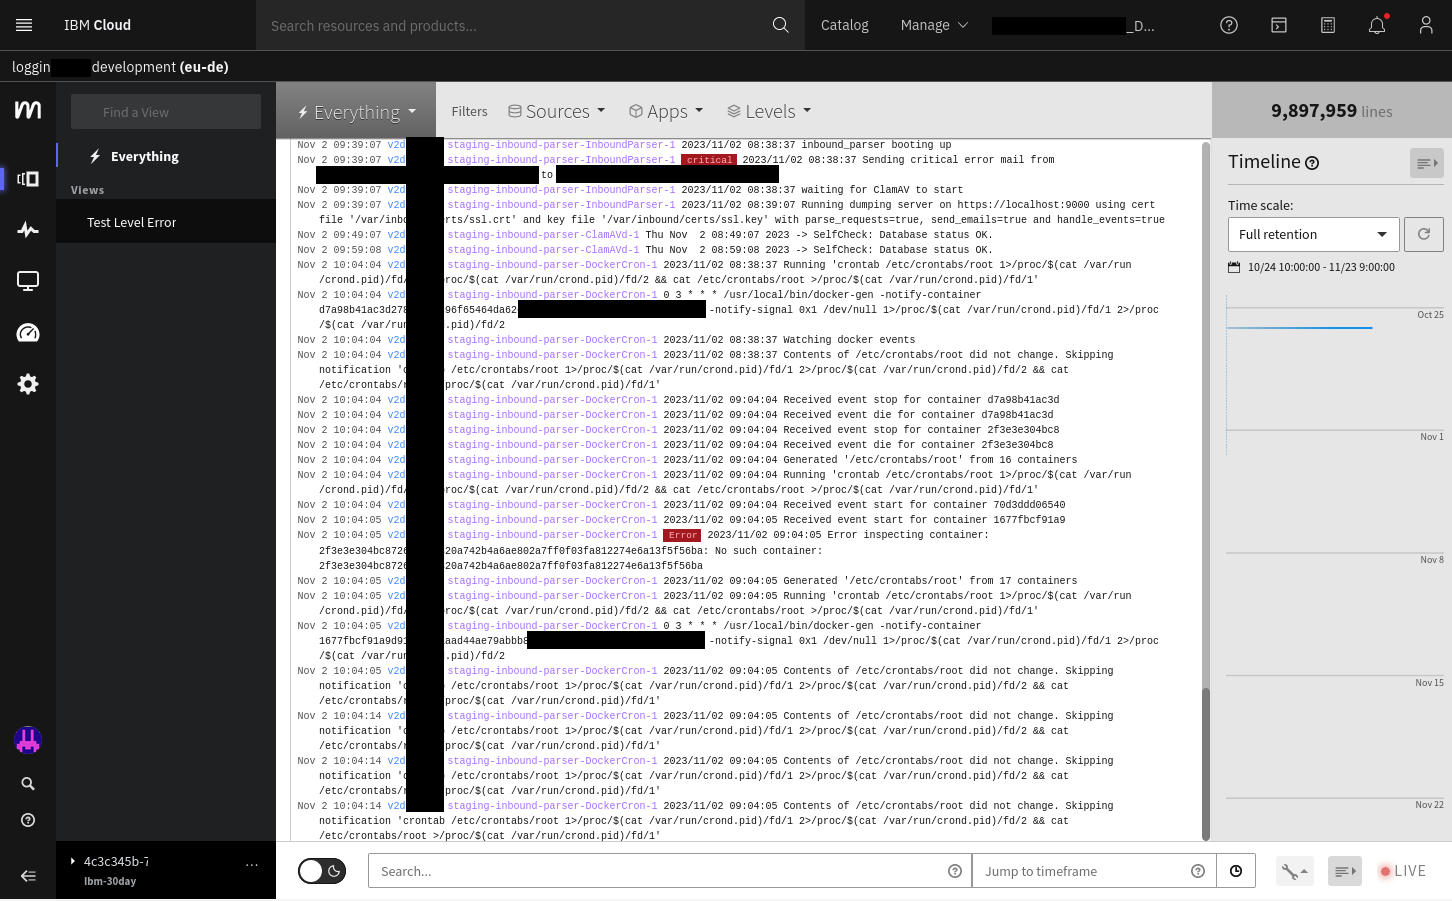 IBM Cloud
Search resources and products...
Catalog
Manage
_D...
loggin development (eu-de)
Find a View
Everything
Views
Test Level Error
4c3c345b-7
Ibm-30day
...
Everything
Filters
Sources
Apps
Levels
9,897,959 lines
Nov 2 09:39:07 v2d staging-inbound-parser-InboundParser-1 2023/11/02 08:38:37 inbound_parser booting up
Nov 2 09:39:07 v2d staging-inbound-parser-InboundParser-1 critical 2023/11/02 08:38:37 Sending critical error mail from
to
Nov 2 09:39:07 v2d staging-inbound-parser-InboundParser-1 2023/11/02 08:38:37 waiting for ClamAV to start
Nov 2 09:39:07 v2d staging-inbound-parser-InboundParser-1 2023/11/02 08:39:07 Running dumping server on https://localhost:9000 using cert
file '/var/inbo erts/ssl.crt' and key file '/var/inbound/certs/ssl.key' with parse_requests=true, send_emails=true and handle_events=true
Nov 2 09:49:07 v2d staging-inbound-parser-ClamAVd-1 Thu Nov  2 08:49:07 2023 -> SelfCheck: Database status OK.
Nov 2 09:59:08 v2d staging-inbound-parser-ClamAVd-1 Thu Nov  2 08:59:08 2023 -> SelfCheck: Database status OK.
Nov 2 10:04:04 v2d staging-inbound-parser-DockerCron-1 2023/11/02 08:38:37 Running 'crontab /etc/crontabs/root 1>/proc/$(cat /var/run
/crond.pid)/fd/ roc/$(cat /var/run/crond.pid)/fd/2 && cat /etc/crontabs/root >/proc/$(cat /var/run/crond.pid)/fd/1'
Nov 2 10:04:04 v2d staging-inbound-parser-DockerCron-1 0 3 * * * /usr/local/bin/docker-gen -notify-container
d7a98b41ac3d278 96f65464da62 -notify-signal 0x1 /dev/null 1>/proc/$(cat /var/run/crond.pid)/fd/1 2>/proc
/$(cat /var/run .pid)/fd/2
Nov 2 10:04:04 v2d staging-inbound-parser-DockerCron-1 2023/11/02 08:38:37 Watching docker events
Nov 2 10:04:04 v2d staging-inbound-parser-DockerCron-1 2023/11/02 08:38:37 Contents of /etc/crontabs/root did not change. Skipping
notification 'c /etc/crontabs/root 1>/proc/$(cat /var/run/crond.pid)/fd/1 2>/proc/$(cat /var/run/crond.pid)/fd/2 && cat
/etc/crontabs/r proc/$(cat /var/run/crond.pid)/fd/1'
Nov 2 10:04:04 v2d staging-inbound-parser-DockerCron-1 2023/11/02 09:04:04 Received event stop for container d7a98b41ac3d
Nov 2 10:04:04 v2d staging-inbound-parser-DockerCron-1 2023/11/02 09:04:04 Received event die for container d7a98b41ac3d
Nov 2 10:04:04 v2d staging-inbound-parser-DockerCron-1 2023/11/02 09:04:04 Received event stop for container 2f3e3e304bc8
Nov 2 10:04:04 v2d staging-inbound-parser-DockerCron-1 2023/11/02 09:04:04 Received event die for container 2f3e3e304bc8
Nov 2 10:04:04 v2d staging-inbound-parser-DockerCron-1 2023/11/02 09:04:04 Generated '/etc/crontabs/root' from 16 containers
Nov 2 10:04:04 v2d staging-inbound-parser-DockerCron-1 2023/11/02 09:04:04 Running 'crontab /etc/crontabs/root 1>/proc/$(cat /var/run
/crond.pid)/fd/ roc/$(cat /var/run/crond.pid)/fd/2 && cat /etc/crontabs/root >/proc/$(cat /var/run/crond.pid)/fd/1'
Nov 2 10:04:04 v2d staging-inbound-parser-DockerCron-1 2023/11/02 09:04:04 Received event start for container 70d3ddd06540
Nov 2 10:04:05 v2d staging-inbound-parser-DockerCron-1 2023/11/02 09:04:05 Received event start for container 1677fbcf91a9
Nov 2 10:04:05 v2d staging-inbound-parser-DockerCron-1 Error 2023/11/02 09:04:05 Error inspecting container:
2f3e3e304bc8726 20a742b4a6ae802a7ff0f03fa812274e6a13f5f56ba: No such container:
2f3e3e304bc8726 20a742b4a6ae802a7ff0f03fa812274e6a13f5f56ba
Nov 2 10:04:05 v2d staging-inbound-parser-DockerCron-1 2023/11/02 09:04:05 Generated '/etc/crontabs/root' from 17 containers
Nov 2 10:04:05 v2d staging-inbound-parser-DockerCron-1 2023/11/02 09:04:05 Running 'crontab /etc/crontabs/root 1>/proc/$(cat /var/run
/crond.pid)/fd/ roc/$(cat /var/run/crond.pid)/fd/2 && cat /etc/crontabs/root >/proc/$(cat /var/run/crond.pid)/fd/1'
Nov 2 10:04:05 v2d staging-inbound-parser-DockerCron-1 0 3 * * * /usr/local/bin/docker-gen -notify-container
1677fbcf91a9d91 aad44ae79abbb8 -notify-signal 0x1 /dev/null 1>/proc/$(cat /var/run/crond.pid)/fd/1 2>/proc
/$(cat /var/run .pid)/fd/2
Nov 2 10:04:05 v2d staging-inbound-parser-DockerCron-1 2023/11/02 09:04:05 Contents of /etc/crontabs/root did not change. Skipping
notification 'c /etc/crontabs/root 1>/proc/$(cat /var/run/crond.pid)/fd/1 2>/proc/$(cat /var/run/crond.pid)/fd/2 && cat
/etc/crontabs/r proc/$(cat /var/run/crond.pid)/fd/1'
Nov 2 10:04:14 v2d staging-inbound-parser-DockerCron-1 2023/11/02 09:04:05 Contents of /etc/crontabs/root did not change. Skipping
notification 'c /etc/crontabs/root 1>/proc/$(cat /var/run/crond.pid)/fd/1 2>/proc/$(cat /var/run/crond.pid)/fd/2 && cat
/etc/crontabs/r proc/$(cat /var/run/crond.pid)/fd/1'
Nov 2 10:04:14 v2d staging-inbound-parser-DockerCron-1 2023/11/02 09:04:05 Contents of /etc/crontabs/root did not change. Skipping
notification 'c /etc/crontabs/root 1>/proc/$(cat /var/run/crond.pid)/fd/1 2>/proc/$(cat /var/run/crond.pid)/fd/2 && cat
/etc/crontabs/r proc/$(cat /var/run/crond.pid)/fd/1'
Nov 2 10:04:14 v2d staging-inbound-parser-DockerCron-1 2023/11/02 09:04:05 Contents of /etc/crontabs/root did not change. Skipping
notification 'crontab /etc/crontabs/root 1>/proc/$(cat /var/run/crond.pid)/fd/1 2>/proc/$(cat /var/run/crond.pid)/fd/2 && cat
/etc/crontabs/root >/proc/$(cat /var/run/crond.pid)/fd/1'
Timeline
Time scale:
Full retention
10/24 10:00:00 - 11/23 9:00:00
Oct 25
Nov 1
Nov 8
Nov 15
Nov 22
Search...
Jump to timeframe
LIVE